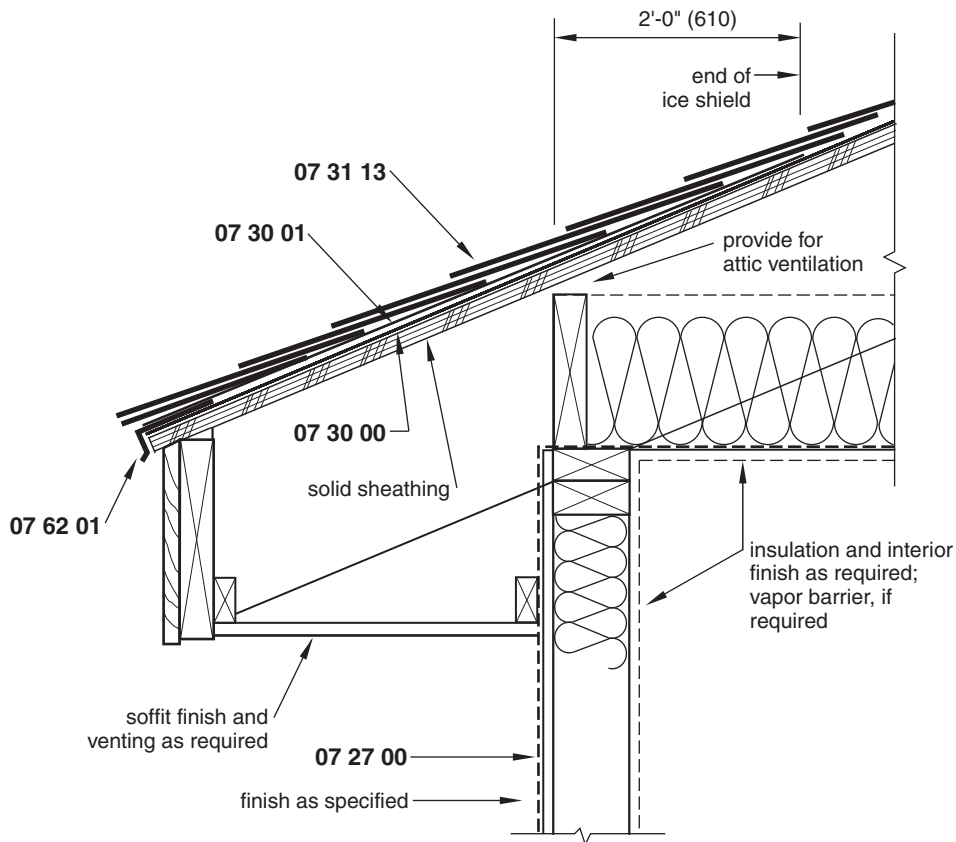 2'-0" (610)
end of
ice shield
07 31 13
07 30 01
provide for
attic ventilation
07 30 00
solid sheathing
07 62 01
insulation and interior
finish as required;
vapor barrier, if
required
soffit finish and
venting as required
07 27 00
finish as specified